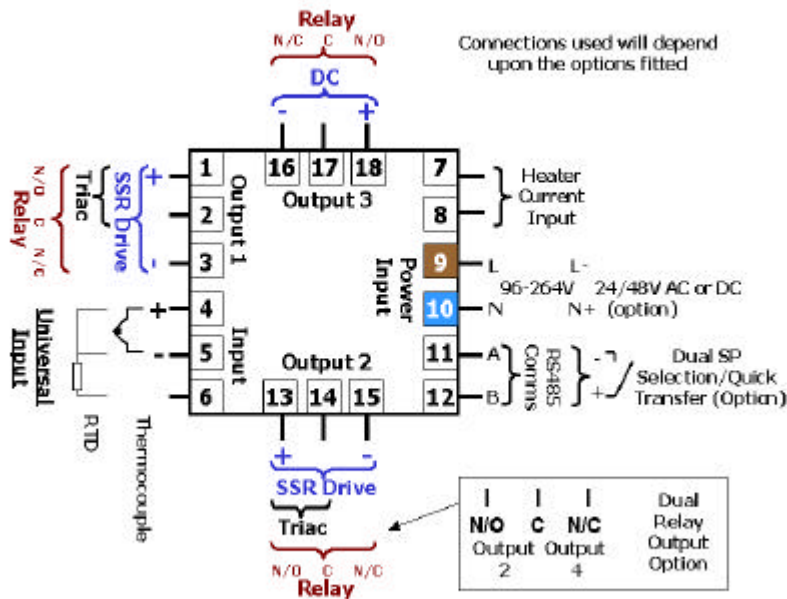 Relay
N/C C N/O
Connections used will depend
upon the options fitted
DC
- +
16 17 18
Output 3
1
2
3
4
5
6
Output 1
Input
+
-
SSR Drive
Triac
N/O C N/C
Relay
+
-
Universal
Input
RTD
Thermocouple
7
8
9
10
11
12
Heater
Current
Input
Power
Input
L L-
96-264V 24/48V AC or DC
N N+ (option)
A
B
RS485
Comms
-
+
Dual SP
Selection/Quick
Transfer (Option)
Output 2
13 14 15
+ -
SSR Drive
Triac
N/O C N/C
Relay
N/O C N/C
Output Output
2 4
Dual
Relay
Output
Option